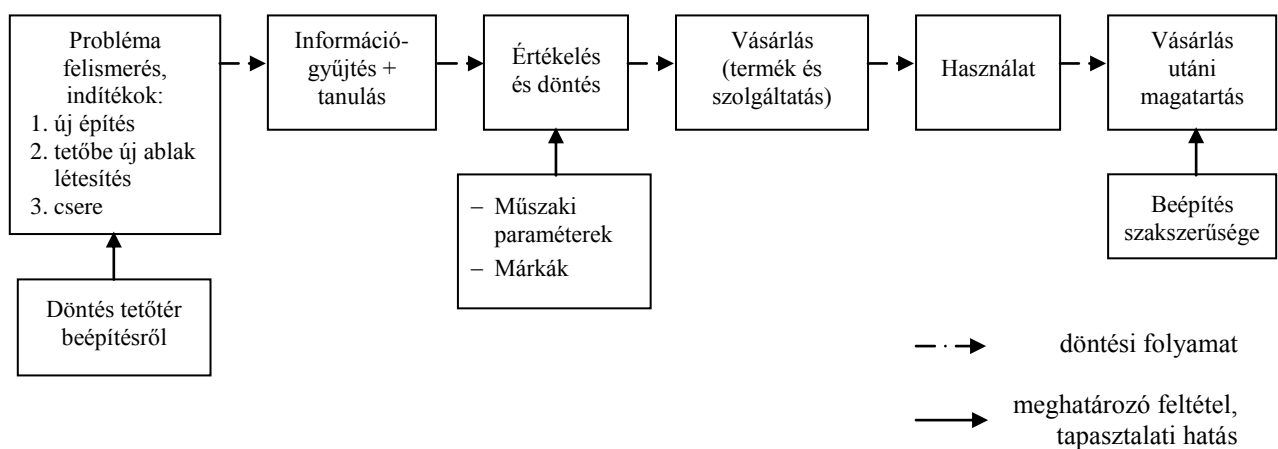 Probléma
felismerés,
indítékok:
1. új építés
2. tetőbe új ablak
létesítés
3. csere
Információ-
gyűjtés +
tanulás
Értékelés
és döntés
Vásárlás
(termék és
szolgáltatás)
Használat
Vásárlás
utáni
magatartás
Döntés tetőtér
beépítésről
– Műszaki
paraméterek
– Márkák
Beépítés
szakszerűsége
döntési folyamat
meghatározó feltétel,
tapasztalati hatás